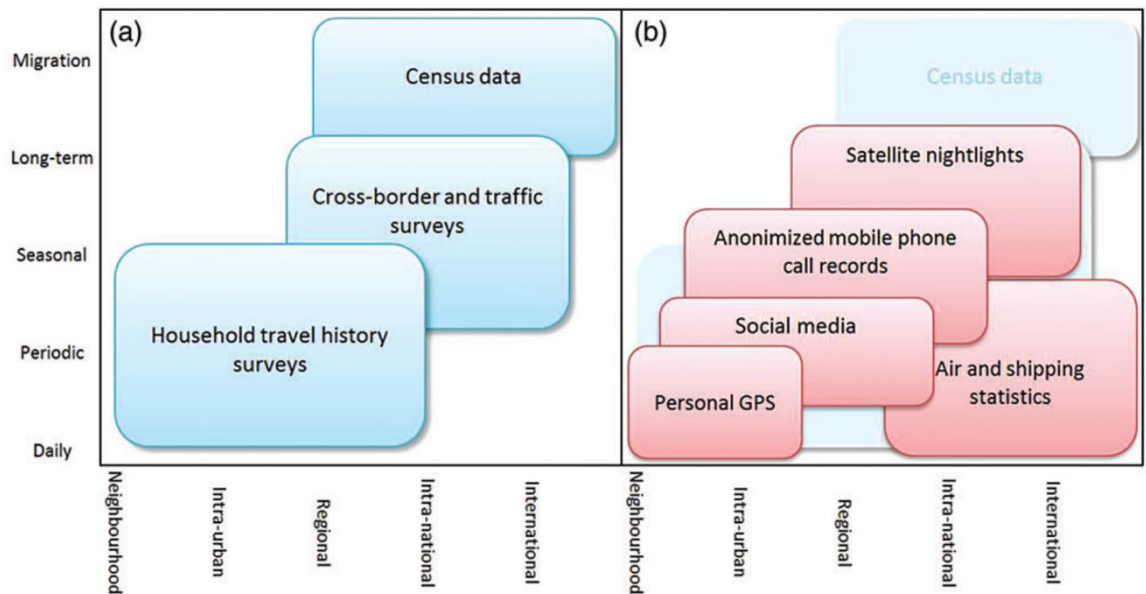 (a)
(b)
Migration
Long-term
Seasonal
Periodic
Daily
Census data
Cross-border and traffic
surveys
Household travel history
surveys
Census data
Satellite nightlights
Anonimized mobile phone
call records
Social media
Air and shipping
statistics
Personal GPS
Neighbourhood
Intra-urban
Regional
Intra-national
International
Neighbourhood
Intra-urban
Regional
Intra-national
International